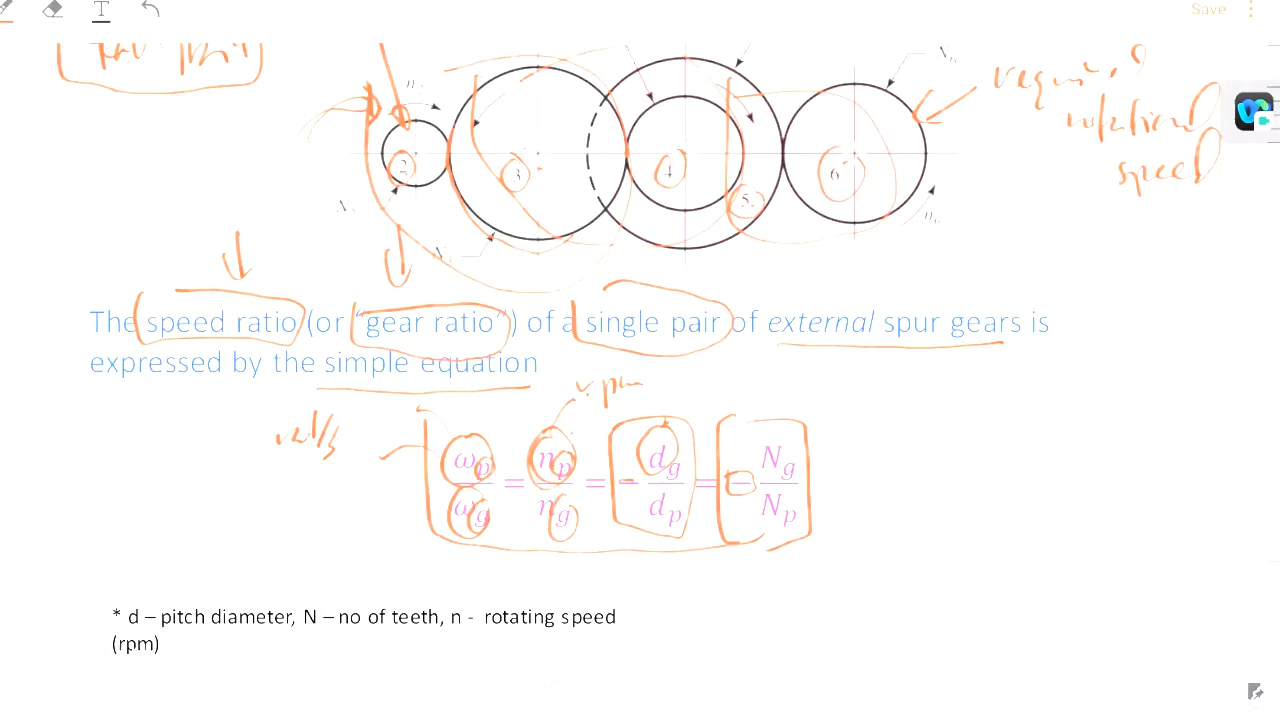 Save
required
rotational
speed
2
3
4
5
6
The speed ratio (or “gear ratio”) of a single pair of external spur gears is
expressed by the simple equation
rpm
rad/s
ωp/ωg = np/ng = −dg/dp = −Ng/Np
* d – pitch diameter, N – no of teeth, n - rotating speed
(rpm)